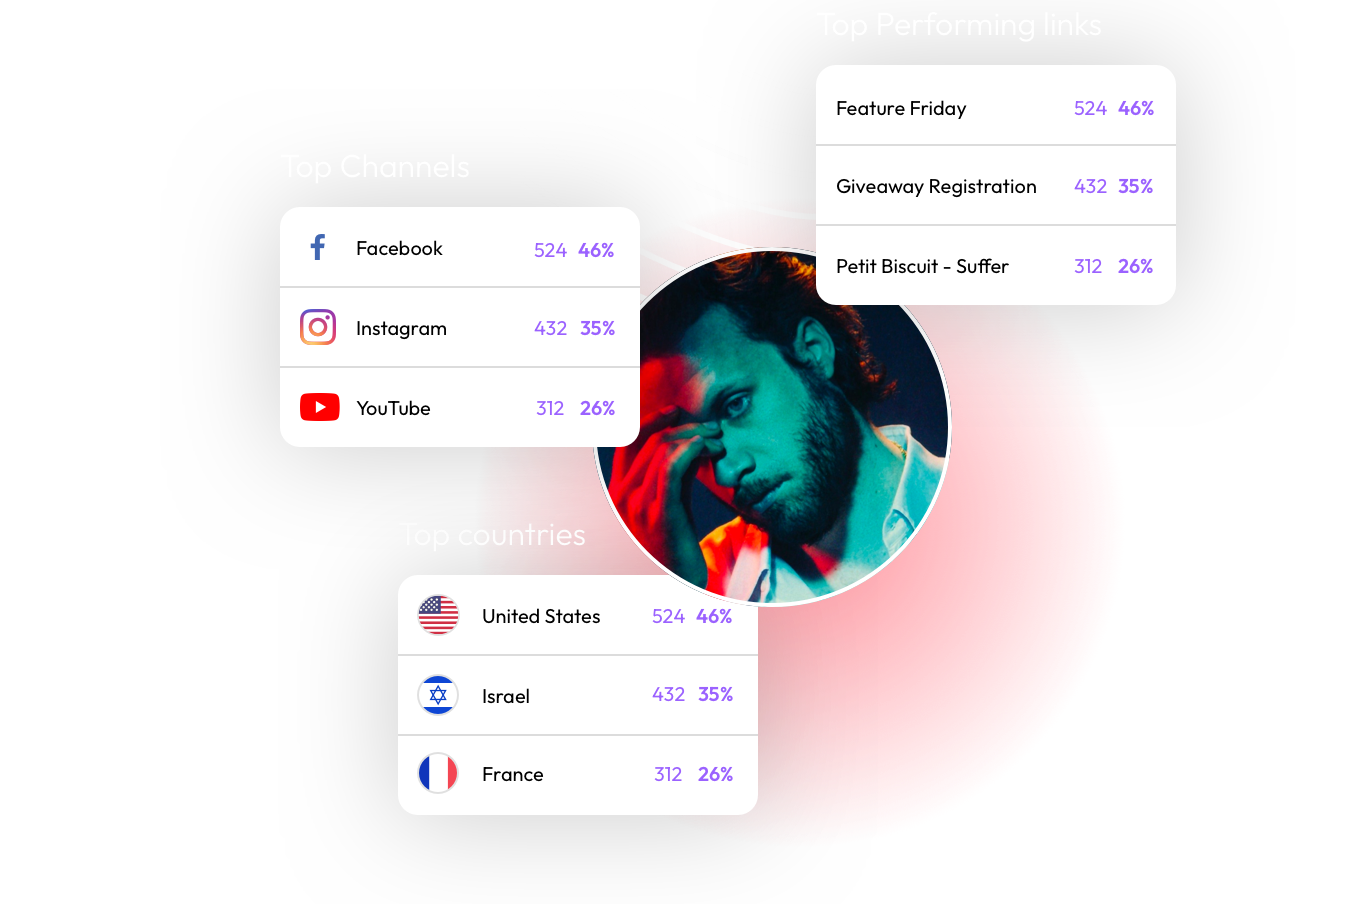 Top Performing links
Feature Friday 524 46%
Giveaway Registration 432 35%
Petit Biscuit - Suffer 312 26%
Top Channels
Facebook 524 46%
Instagram 432 35%
YouTube 312 26%
Top countries
United States 524 46%
Israel 432 35%
France 312 26%